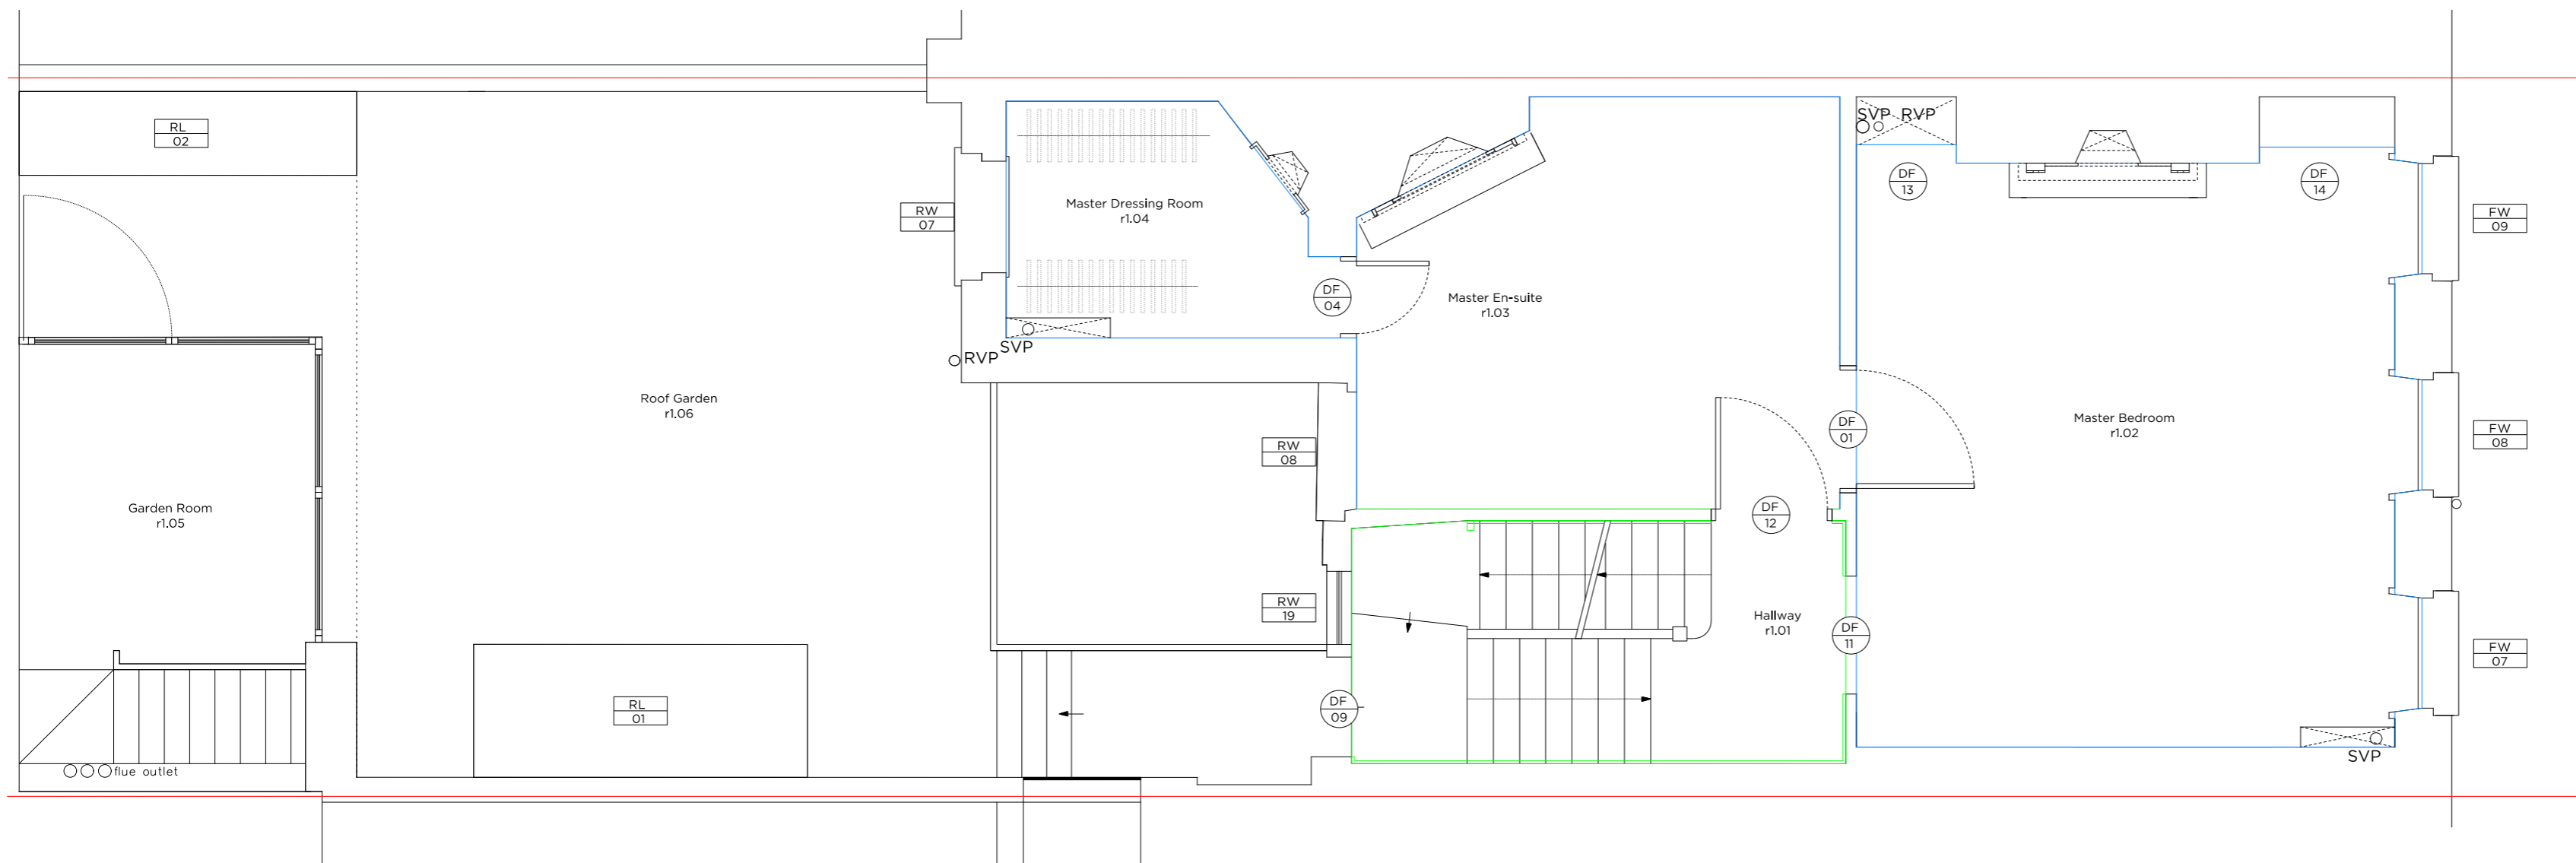 RL
02
SVP RVP
DF
13
DF
14
Master Dressing Room
r1.04
RW
07
FW
09
DF
04
Master En-suite
r1.03
RVP
SVP
Roof Garden
r1.06
Master Bedroom
r1.02
DF
01
FW
08
RW
08
Garden Room
r1.05
DF
12
RW
19
Hallway
r1.01
DF
11
FW
07
RL
01
DF
09
SVP
flue outlet